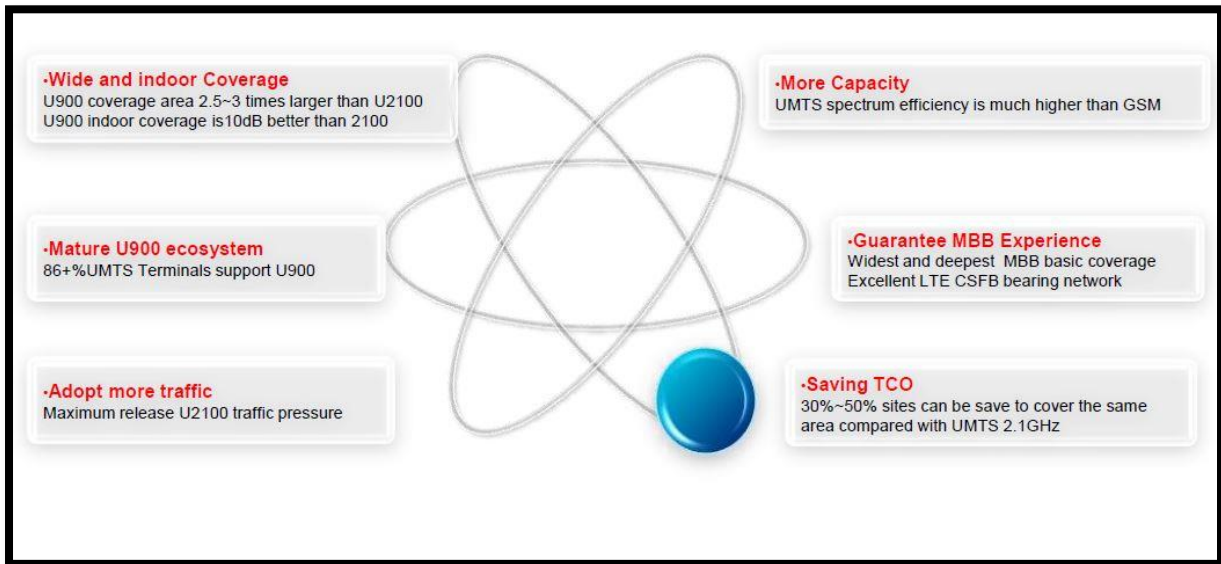 ·Wide and indoor Coverage
U900 coverage area 2.5~3 times larger than U2100
U900 indoor coverage is10dB better than 2100
·Mature U900 ecosystem
86+%UMTS Terminals support U900
·Adopt more traffic
Maximum release U2100 traffic pressure
·More Capacity
UMTS spectrum efficiency is much higher than GSM
·Guarantee MBB Experience
Widest and deepest MBB basic coverage
Excellent LTE CSFB bearing network
·Saving TCO
30%~50% sites can be save to cover the same
area compared with UMTS 2.1GHz